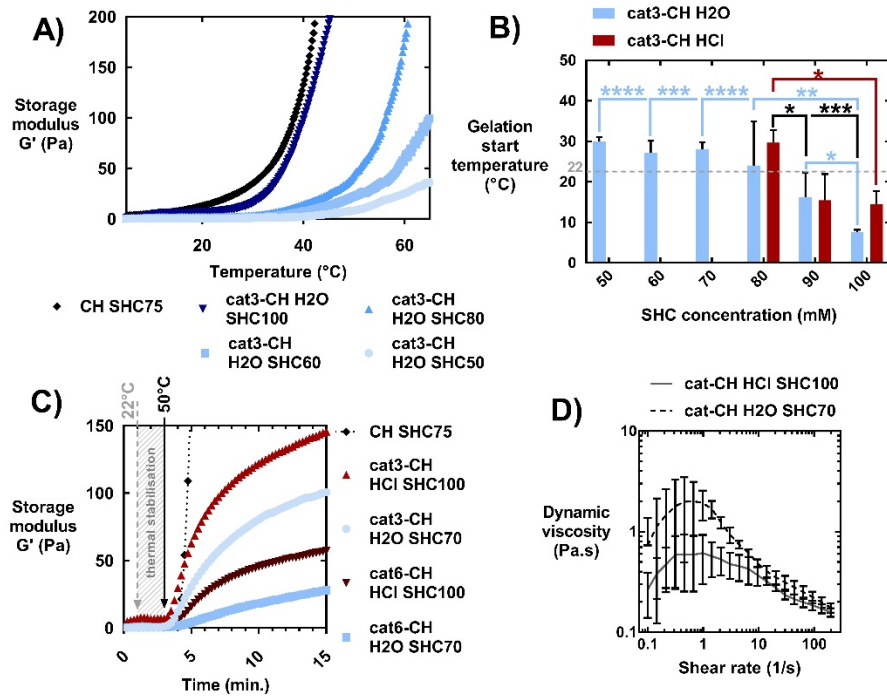 A)
200
150
Storage
modulus
G' (Pa)
100
50
0
20
40
60
Temperature (°C)
CH SHC75
cat3-CH H2O
SHC100
cat3-CH
H2O SHC80
cat3-CH
H2O SHC60
cat3-CH
H2O SHC50
B)
cat3-CH H2O
cat3-CH HCl
50
40
30
20
10
0
22
Gelation
start
temperature
(°C)
**** *** **** ** *
* ***
*
50
60
70
80
90
100
SHC concentration (mM)
C)
22°C
50°C
thermal stabilisation
150
100
50
0
Storage
modulus
G' (Pa)
0
5
10
15
Time (min.)
CH SHC75
cat3-CH
HCl SHC100
cat3-CH
H2O SHC70
cat6-CH
HCl SHC100
cat6-CH
H2O SHC70
D)
cat-CH HCl SHC100
cat-CH H2O SHC70
10
1
0.1
Dynamic
viscosity
(Pa.s)
0.1
1
10
200
Shear rate (1/s)